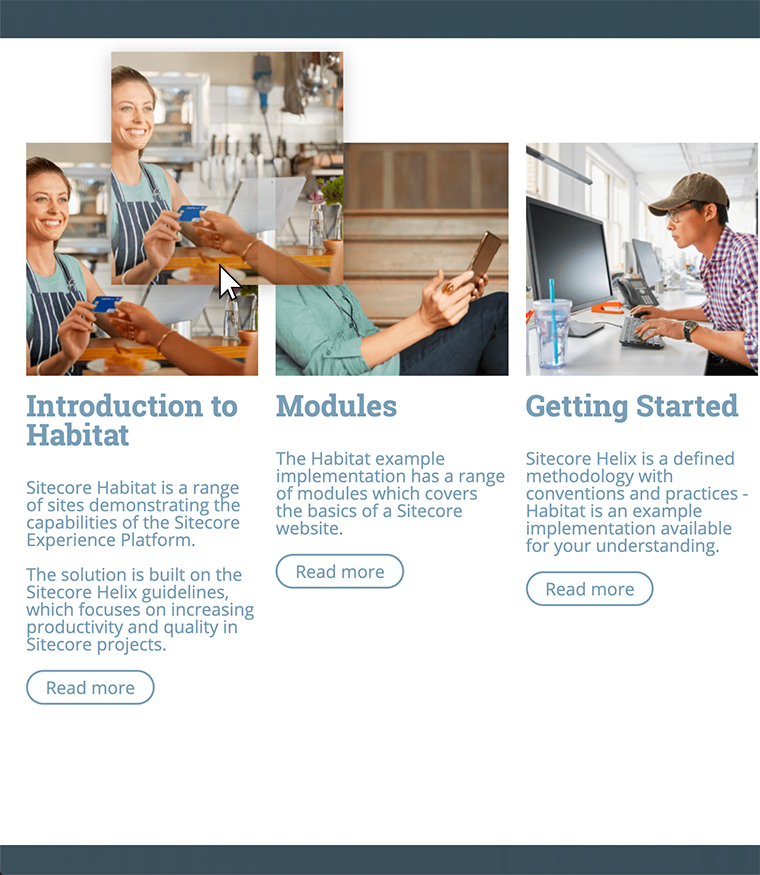 Introduction to
Habitat
Sitecore Habitat is a range
of sites demonstrating the
capabilities of the Sitecore
Experience Platform.
The solution is built on the
Sitecore Helix guidelines,
which focuses on increasing
productivity and quality in
Sitecore projects.
Read more
Modules
The Habitat example
implementation has a range
of modules which covers
the basics of a Sitecore
website.
Read more
Getting Started
Sitecore Helix is a defined
methodology with
conventions and practices -
Habitat is an example
implementation available
for your understanding.
Read more